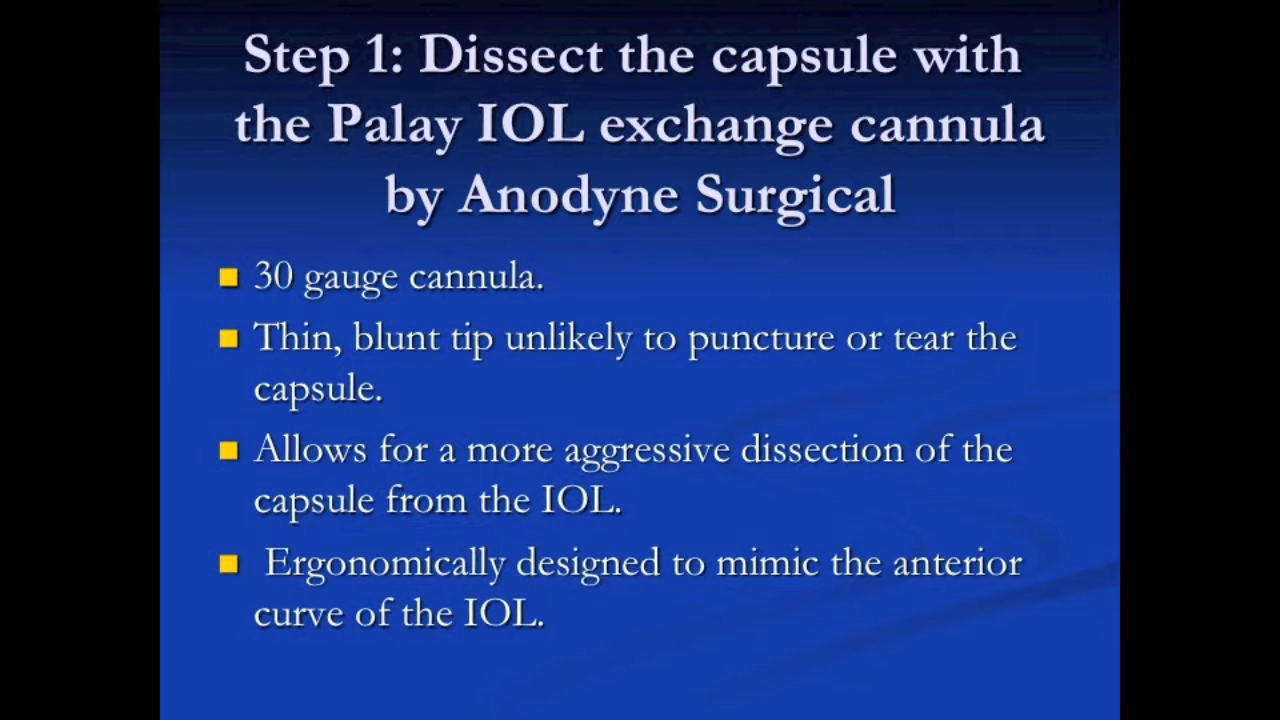 Step 1: Dissect the capsule with
the Palay IOL exchange cannula
by Anodyne Surgical
30 gauge cannula.
Thin, blunt tip unlikely to puncture or tear the
capsule.
Allows for a more aggressive dissection of the
capsule from the IOL.
Ergonomically designed to mimic the anterior
curve of the IOL.